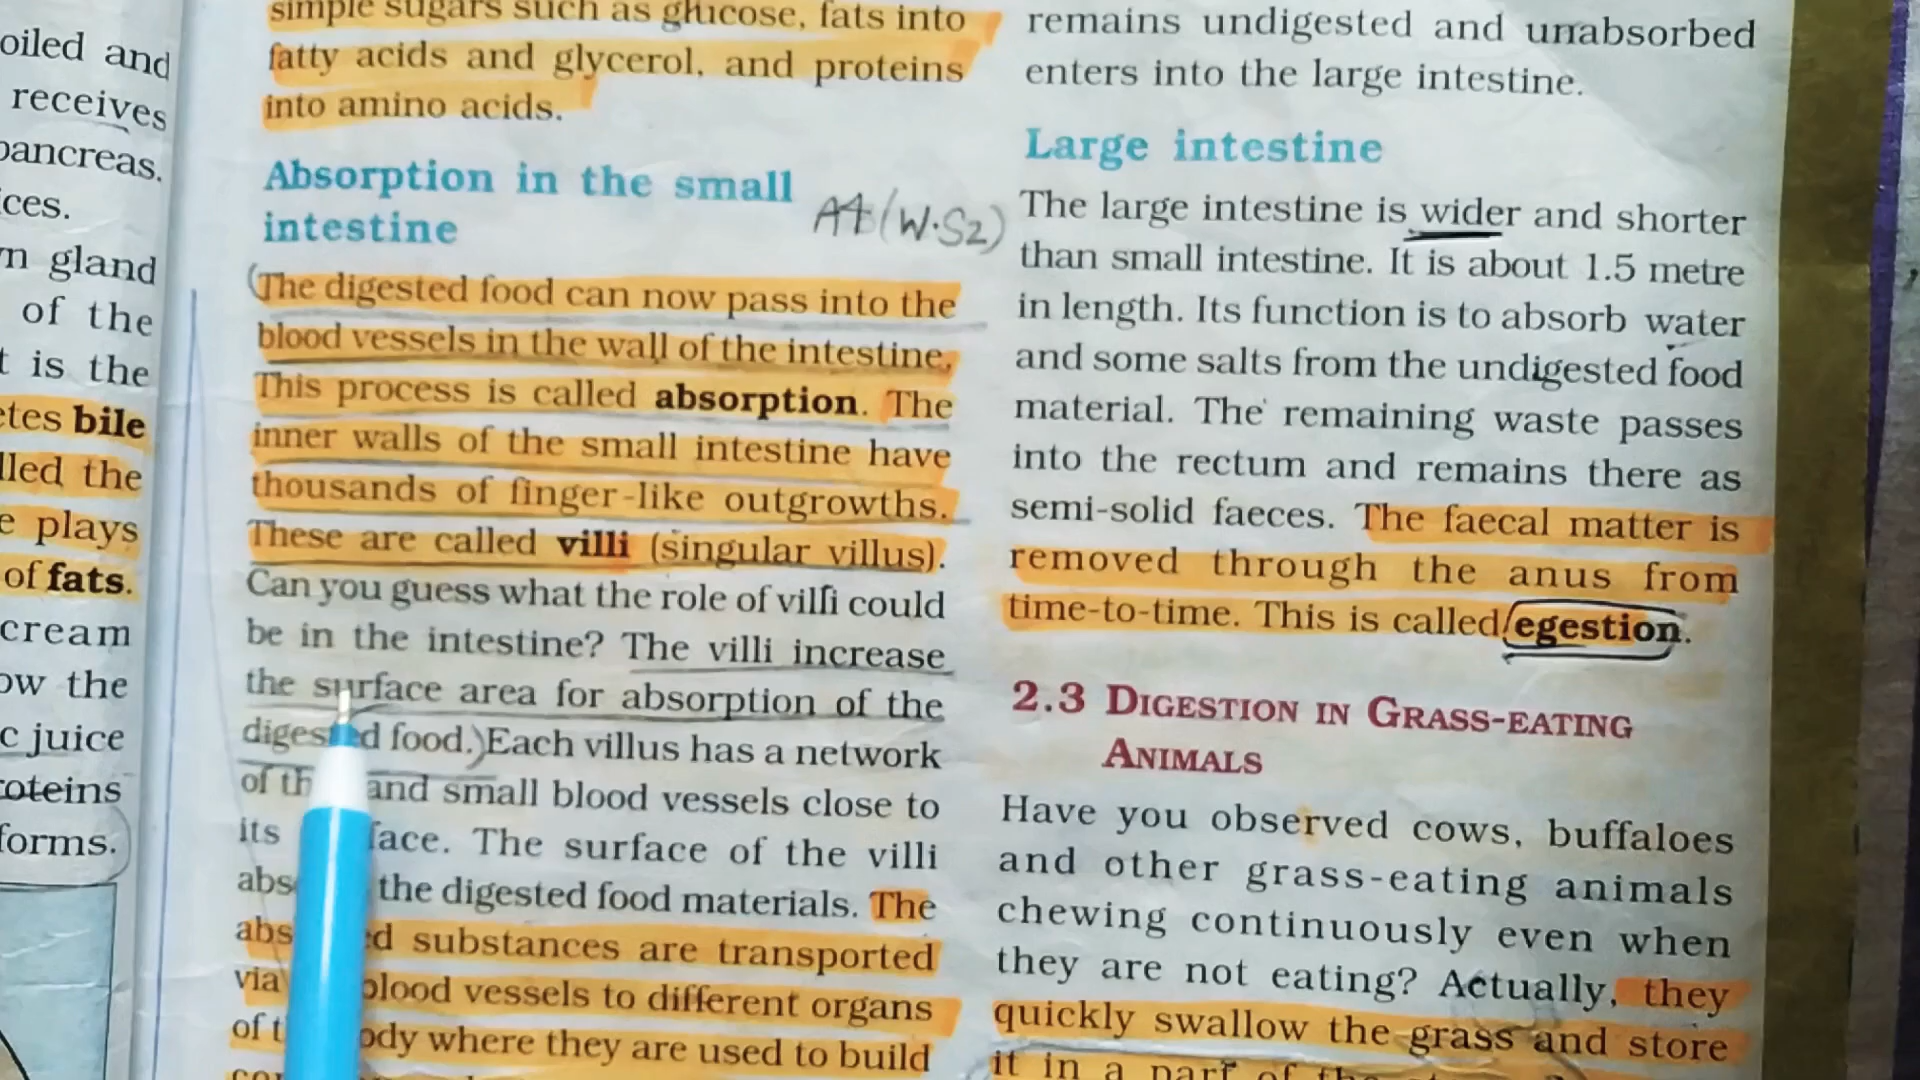 oiled and
receives
pancreas.
ces.
n gland
of the
t is the
etes bile
lled the
e plays
of fats.
cream
ow the
c juice
roteins
forms.
simple sugars such as glucose, fats into
fatty acids and glycerol, and proteins
into amino acids.
Absorption in the small
intestine
(The digested food can now pass into the
blood vessels in the wall of the intestine.
This process is called absorption. The
inner walls of the small intestine have
thousands of finger-like outgrowths.
These are called villi (singular villus).
Can you guess what the role of villi could
be in the intestine? The villi increase
the surface area for absorption of the
digested food.) Each villus has a network
of th and small blood vessels close to
its face. The surface of the villi
abs the digested food materials. The
abs d substances are transported
via blood vessels to different organs
of t ody where they are used to build
(W.S2)
remains undigested and unabsorbed
enters into the large intestine.
Large intestine
The large intestine is wider and shorter
than small intestine. It is about 1.5 metre
in length. Its function is to absorb water
and some salts from the undigested food
material. The remaining waste passes
into the rectum and remains there as
semi-solid faeces. The faecal matter is
removed through the anus from
time-to-time. This is called egestion.
2.3 DIGESTION IN GRASS-EATING
ANIMALS
Have you observed cows, buffaloes
and other grass-eating animals
chewing continuously even when
they are not eating? Actually, they
quickly swallow the grass and store
it in a part of the